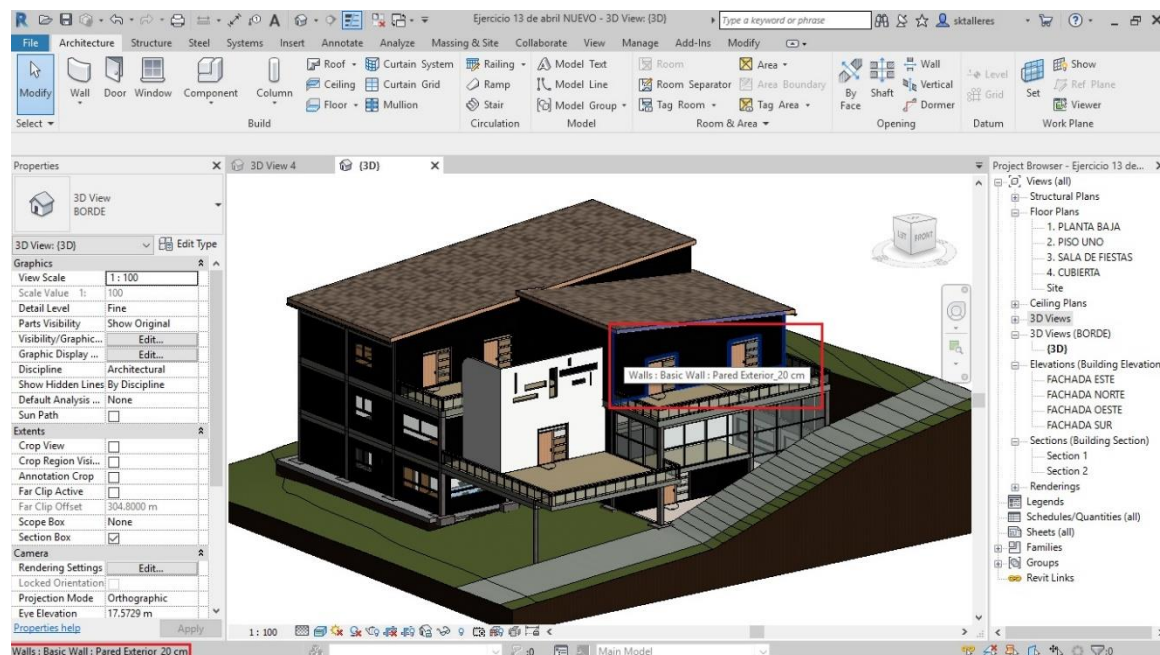 Ejercicio 13 de abril NUEVO - 3D View: {3D}
Type a keyword or phrase
sktalleres
File Architecture Structure Steel Systems Insert Annotate Analyze Massing & Site Collaborate View Manage Add-Ins Modify
Modify
Wall
Door
Window
Component
Column
Roof
Ceiling
Floor
Curtain System
Curtain Grid
Mullion
Railing
Ramp
Stair
Model Text
Model Line
Model Group
Room
Room Separator
Tag Room
Area
Area Boundary
Tag Area
By Face
Shaft
Wall
Vertical
Dormer
Level
Grid
Set
Show
Ref Plane
Viewer
Select
Build
Circulation
Model
Room & Area
Opening
Datum
Work Plane
Properties
3D View
BORDE
3D View: {3D}
Edit Type
Graphics
View Scale 1 : 100
Scale Value 1: 100
Detail Level Fine
Parts Visibility Show Original
Visibility/Graphic... Edit...
Graphic Display ... Edit...
Discipline Architectural
Show Hidden Lines By Discipline
Default Analysis ... None
Sun Path
Extents
Crop View
Crop Region Visi...
Annotation Crop
Far Clip Active
Far Clip Offset 304.8000 m
Scope Box None
Section Box
Camera
Rendering Settings Edit...
Locked Orientation
Projection Mode Orthographic
Eye Elevation 17.5729 m
Properties help
Apply
3D View 4
{3D}
FRONT
Walls : Basic Wall : Pared Exterior_20 cm
1 : 100
Project Browser - Ejercicio 13 de...
Views (all)
Structural Plans
Floor Plans
1. PLANTA BAJA
2. PISO UNO
3. SALA DE FIESTAS
4. CUBIERTA
Site
Ceiling Plans
3D Views
3D Views (BORDE)
{3D}
Elevations (Building Elevation
FACHADA ESTE
FACHADA NORTE
FACHADA OESTE
FACHADA SUR
Sections (Building Section)
Section 1
Section 2
Renderings
Legends
Schedules/Quantities (all)
Sheets (all)
Families
Groups
Revit Links
Walls : Basic Wall : Pared Exterior_20 cm
:0
Main Model
:0